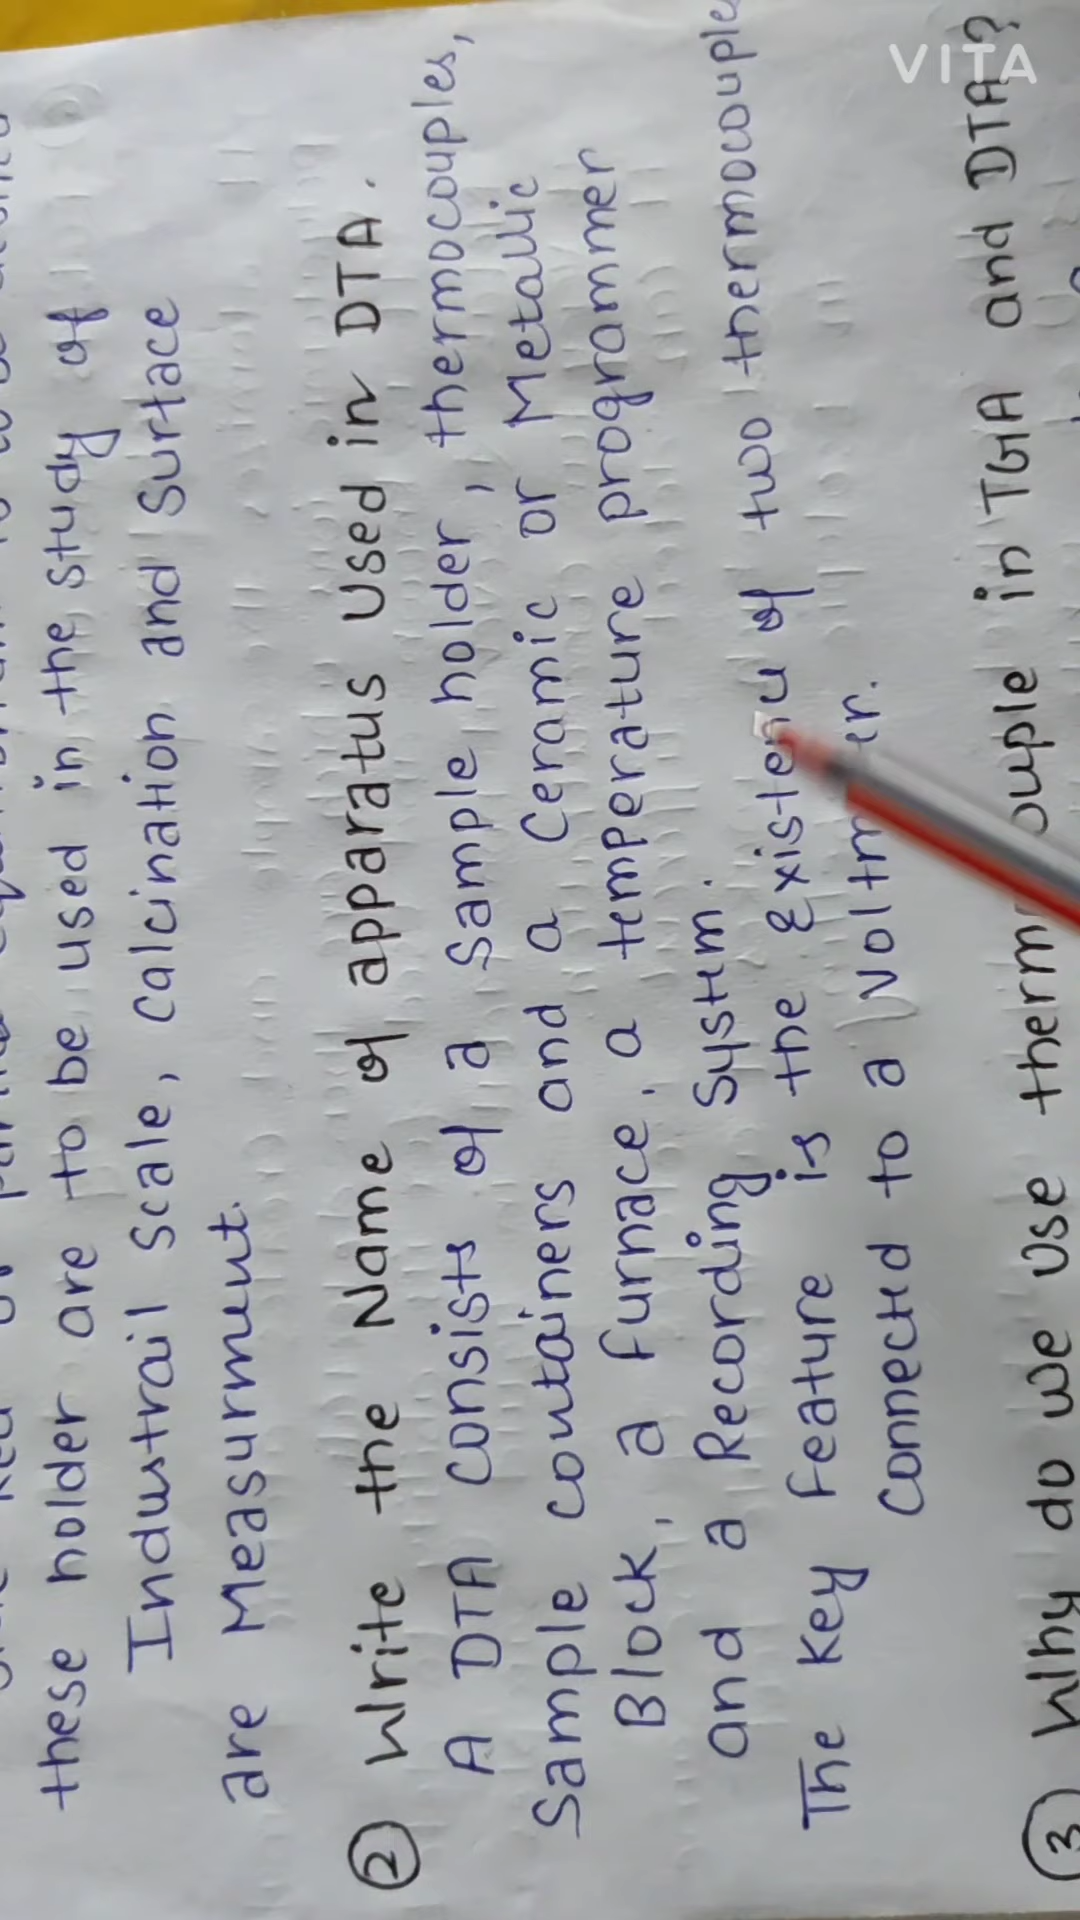 these holder are to be used in the study of
Industrail scale, calcination and Surface
are Measurment.
② Write the Name of apparatus used in DTA.
A DTA consists of a sample holder, thermocouples,
Sample containers and a Ceramic or Metallic
Block, a furnace, a temperature programmer
and a Recording System.
The key feature is the existence of two thermocouple
connected to a Voltmeter.
③ Why do we use thermocouple in TGA and DTA?
VITA